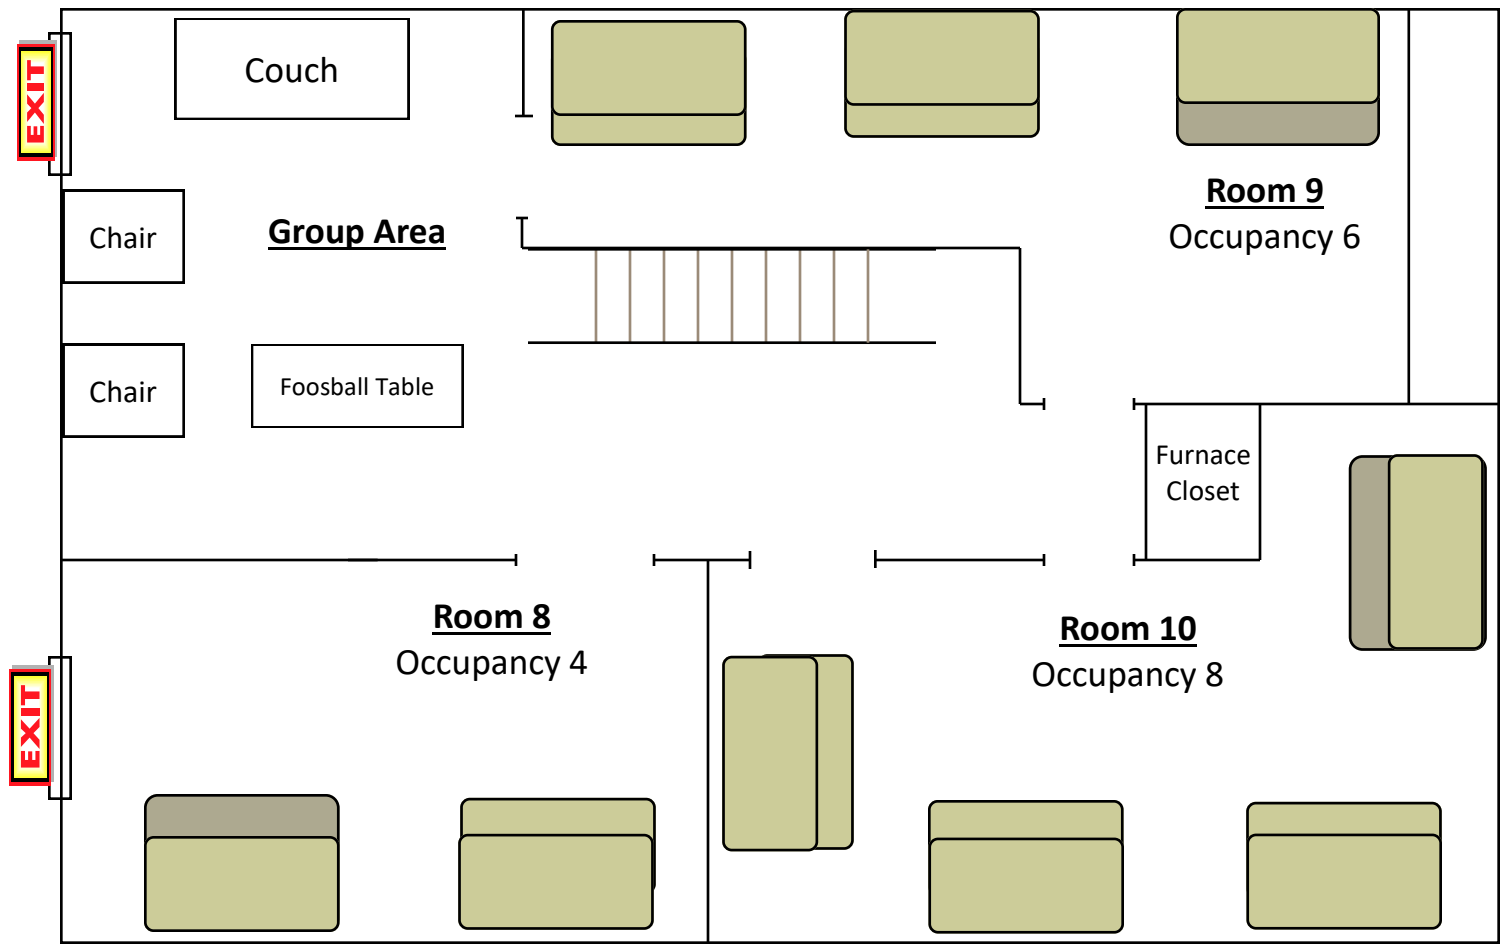 EXIT
Couch
Chair
Group Area
Room 9
Occupancy 6
Chair
Foosball Table
Furnace
Closet
EXIT
Room 8
Occupancy 4
Room 10
Occupancy 8